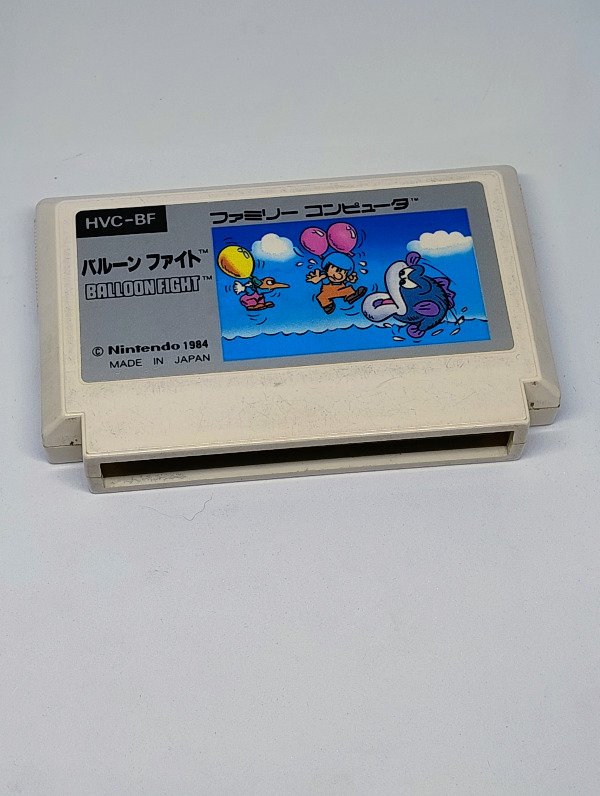 HVC-BF
ファミリー コンピュータ™
バルーン ファイト™
BALLOON FIGHT™
© Nintendo 1984
MADE IN JAPAN